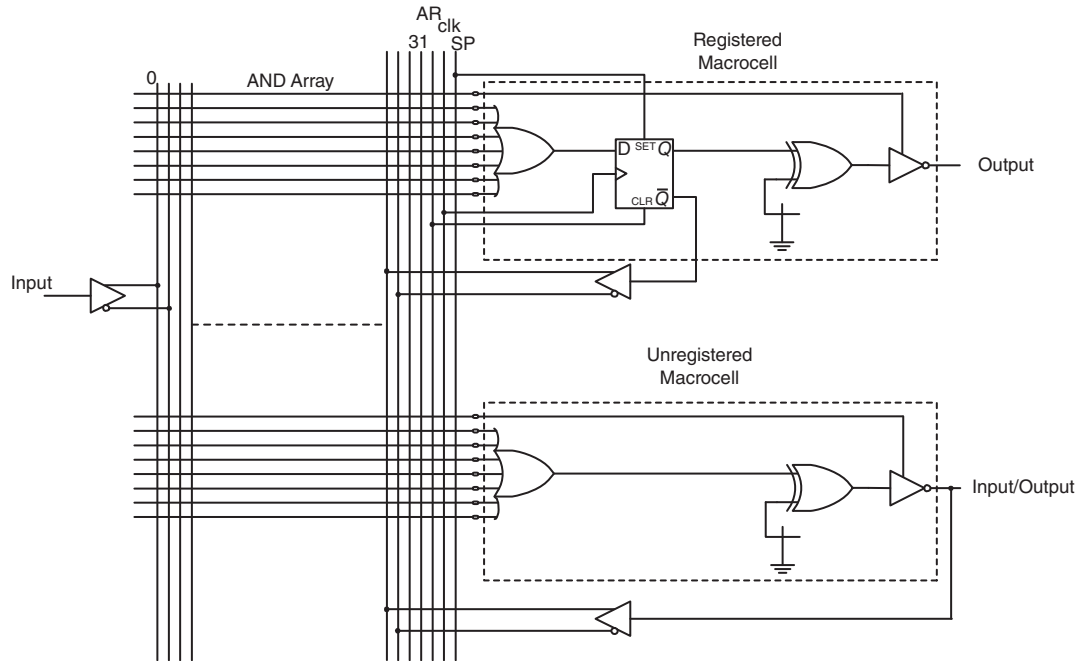 AR
clk
31
SP
Registered
Macrocell
0
AND Array
D SET Q
Output
CLR Q̅
Input
Unregistered
Macrocell
Input/Output